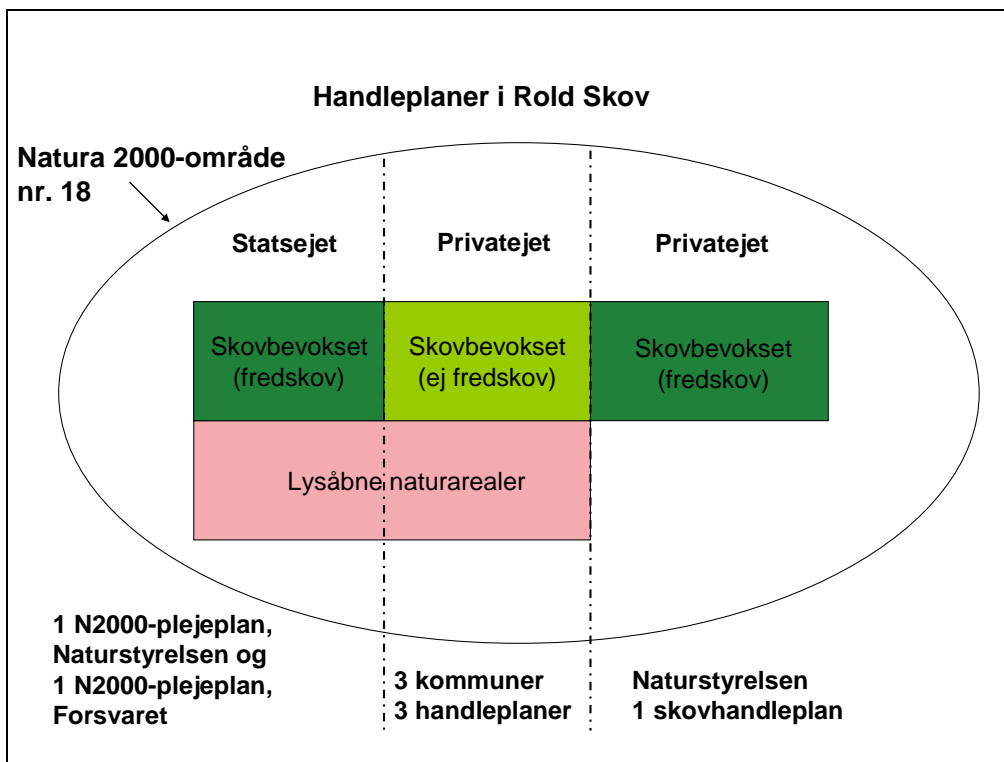 Handleplaner i Rold Skov
Natura 2000-område
nr. 18
Statsejet
Privatejet
Privatejet
Skovbevokset
(fredskov)
Skovbevokset
(ej fredskov)
Skovbevokset
(fredskov)
Lysåbne naturarealer
1 N2000-plejeplan,
Naturstyrelsen og
1 N2000-plejeplan,
Forsvaret
3 kommuner
3 handleplaner
Naturstyrelsen
1 skovhandleplan